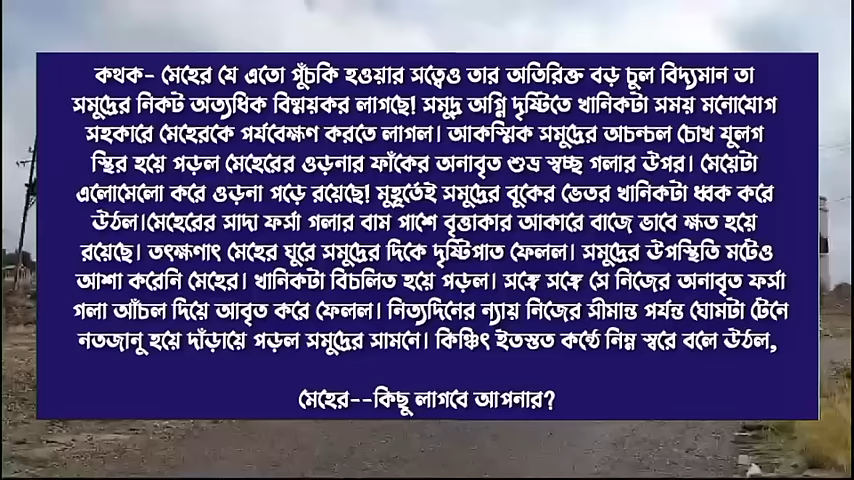 কথক- মেহের যে এতো পুঁচকি হওয়ার সত্বেও তার অতিরিক্ত বড় চুল বিদ্যমান তা
সমুদ্রের নিকট অত্যধিক বিস্ময়কর লাগছে! সমুদ্র অাগ্নি দৃষ্টিতে খানিকটা সময় মনোযোগ
সহকারে মেহেরকে পর্যবেক্ষণ করতে লাগল। আকস্মিক সমুদ্রের আচন্চল চোখ যুলগ
স্থির হয়ে পড়ল মেহেরের ওড়নার ফাঁকের অনাবৃত শুভ্র স্বচ্ছ গলার উপর। মেয়েটা
এলোমেলো করে ওড়না পড়ে রয়েছে! মুহূর্তেই সমুদ্রের বুকের ভেতর খানিকটা ধ্বক করে
উঠল।মেহেরের সাদা ফর্সা গলার বাম পাশে বৃত্তাকার আকারে বাজে ভাবে ক্ষত হয়ে
রয়েছে। তৎক্ষণাৎ মেহের ঘুরে সমুদ্রের দিকে দৃষ্টিপাত ফেলল। সমুদ্রের উপস্থিতি মটেও
আশা করেনি মেহের। খানিকটা বিচলিত হয়ে পড়ল। সঙ্গে সঙ্গে সে নিজের অনাবৃত ফর্সা
গলা আঁচল দিয়ে আবৃত করে ফেলল। নিত্যদিনের ন্যায় নিজের সীমান্ত পর্যন্ত ঘোমটা টেনে
নতজানু হয়ে দাঁড়ায়ে পড়ল সমুদ্রের সামনে। কিঞ্চিৎ ইতস্তত কন্ঠে নিম্ন স্বরে বলে উঠল,
মেহের--কিছু লাগবে আপনার?